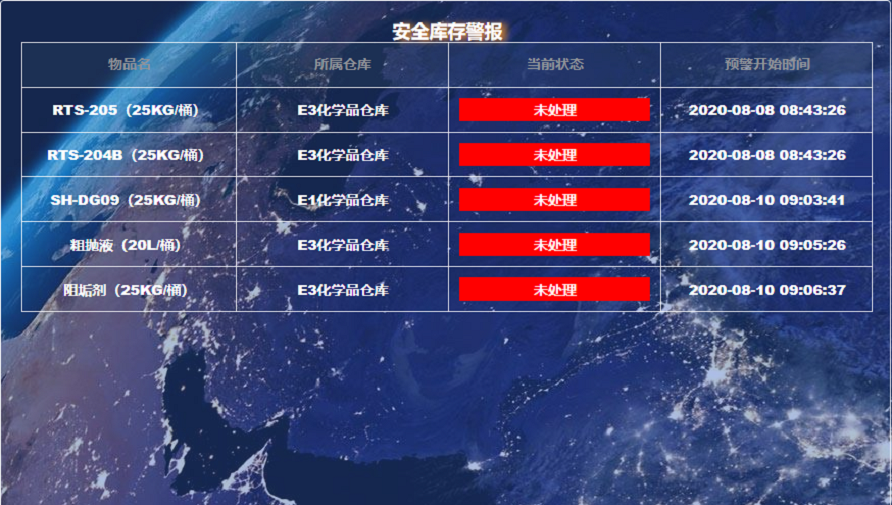 安全库存警报
物品名 所属仓库 当前状态 预警开始时间
RTS-205（25KG/桶） E3化学品仓库 未处理 2020-08-08 08:43:26
RTS-204B（25KG/桶） E3化学品仓库 未处理 2020-08-08 08:43:26
SH-DG09（25KG/桶） E1化学品仓库 未处理 2020-08-10 09:03:41
粗抛液（20L/桶） E3化学品仓库 未处理 2020-08-10 09:05:26
阻垢剂（25KG/桶） E3化学品仓库 未处理 2020-08-10 09:06:37